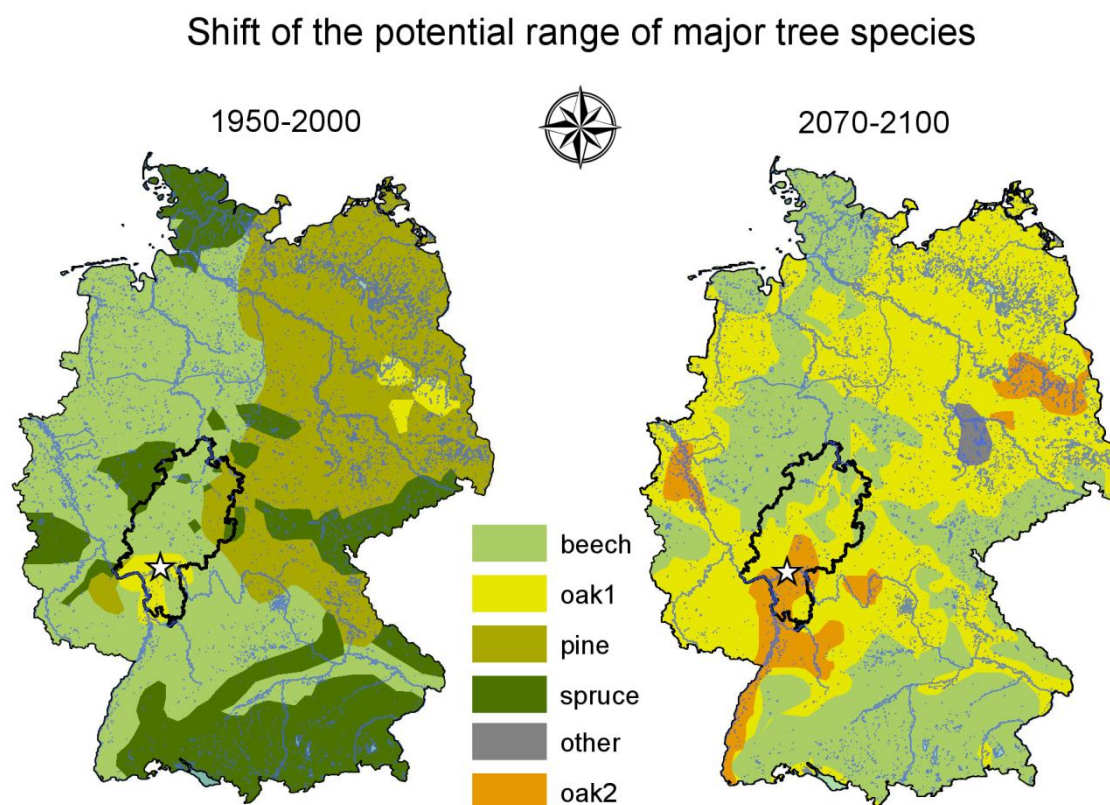 Shift of the potential range of major tree species
1950-2000
2070-2100
beech
oak1
pine
spruce
other
oak2